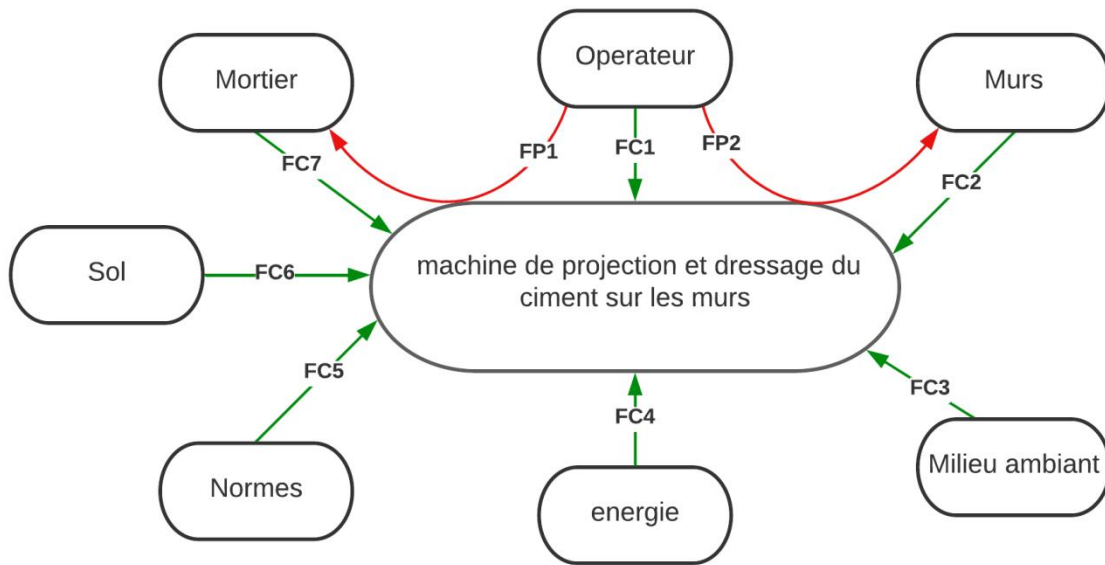 Operateur
Mortier
Murs
FP1
FC1
FP2
FC7
FC2
Sol
FC6
machine de projection et dressage du
ciment sur les murs
FC5
FC4
FC3
Normes
energie
Milieu ambiant